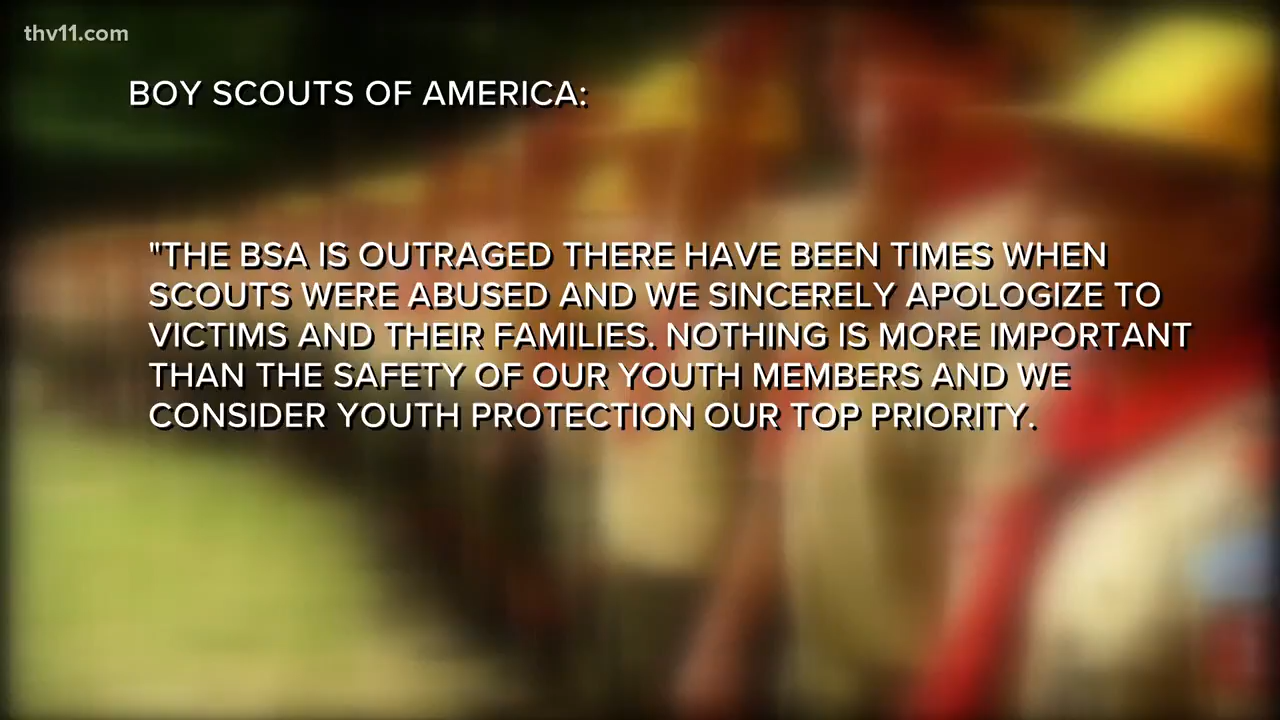 thv11.com
BOY SCOUTS OF AMERICA:
"THE BSA IS OUTRAGED THERE HAVE BEEN TIMES WHEN
SCOUTS WERE ABUSED AND WE SINCERELY APOLOGIZE TO
VICTIMS AND THEIR FAMILIES. NOTHING IS MORE IMPORTANT
THAN THE SAFETY OF OUR YOUTH MEMBERS AND WE
CONSIDER YOUTH PROTECTION OUR TOP PRIORITY.